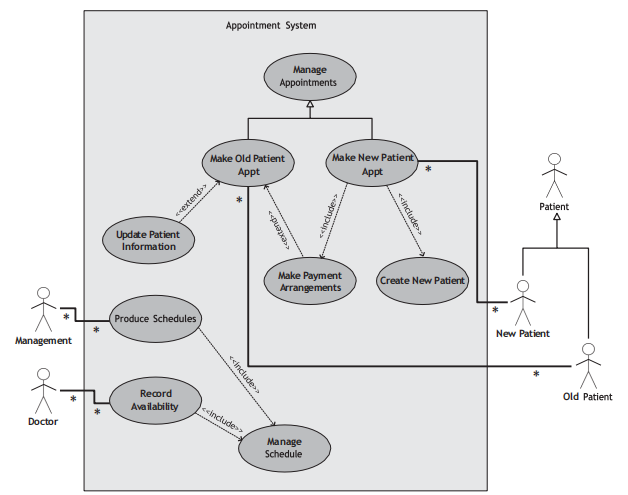 Appointment System
Manage
Appointments
Make Old Patient
Appt
Make New Patient
Appt
*
*
<<extend>>
<<extend>>
<<include>>
<<include>>
Patient
Update Patient
Information
Make Payment
Arrangements
Create New Patient
*
New Patient
Management
*
*
Produce Schedules
<<include>>
*
Old Patient
Doctor
*
*
Record
Availability
<<include>>
Manage
Schedule